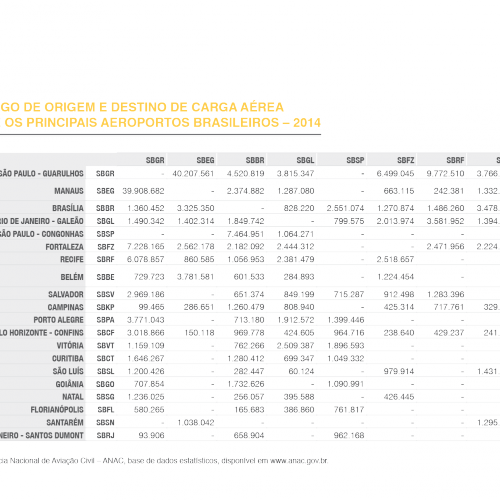 GO DE ORIGEM E DESTINO DE CARGA AÉREA
OS PRINCIPAIS AEROPORTOS BRASILEIROS – 2014
SBGR SBEG SBBR SBGL SBSP SBFZ SBRF
SÃO PAULO - GUARULHOS SBGR - 40.207.561 4.520.819 3.815.347 - 6.499.045 9.772.510 3.766.
MANAUS SBEG 39.908.682 - 2.374.882 1.287.080 - 663.115 242.381 1.332.
BRASÍLIA SBBR 1.360.452 3.325.350 - 828.220 2.551.074 1.270.874 1.486.260 3.478.
RIO DE JANEIRO - GALEÃO SBGL 1.490.342 1.402.314 1.849.742 - 799.575 2.013.974 3.581.952 1.394.
SÃO PAULO - CONGONHAS SBSP - - 7.464.951 1.064.271 - - -
FORTALEZA SBFZ 7.228.165 2.562.178 2.182.092 2.444.312 - - 2.471.956 2.224.
RECIFE SBRF 6.078.857 860.585 1.056.953 2.381.479 - 2.518.657 -
BELÉM SBBE 729.723 3.781.581 601.533 284.893 - 1.224.454 -
SALVADOR SBSV 2.969.186 - 651.374 849.199 715.287 912.498 1.283.396
CAMPINAS SBKP 99.465 286.651 1.260.479 808.940 - 425.314 717.761 329.
PORTO ALEGRE SBPA 3.771.043 - 713.180 1.912.572 1.399.446 - -
LO HORIZONTE - CONFINS SBCF 3.018.866 150.118 969.778 424.605 964.716 238.640 429.237 241.
VITÓRIA SBVT 1.159.109 - 762.266 2.509.387 1.896.593 - -
CURITIBA SBCT 1.646.267 - 1.280.412 699.347 1.049.332 - -
SÃO LUÍS SBSL 1.200.426 - 282.447 60.124 - 979.914 - 1.431.
GOIÂNIA SBGO 707.854 - 1.732.626 - 1.090.991 - -
NATAL SBSG 1.236.025 - 256.057 395.588 - 426.445 -
FLORIANÓPOLIS SBFL 580.265 - 165.683 386.860 761.817 - -
SANTARÉM SBSN - 1.038.042 - - - - - 1.295.
NEIRO - SANTOS DUMONT SBRJ 93.906 - 658.904 - 962.168 - -
cia Nacional de Aviação Civil – ANAC, base de dados estatísticos, disponível em www.anac.gov.br.